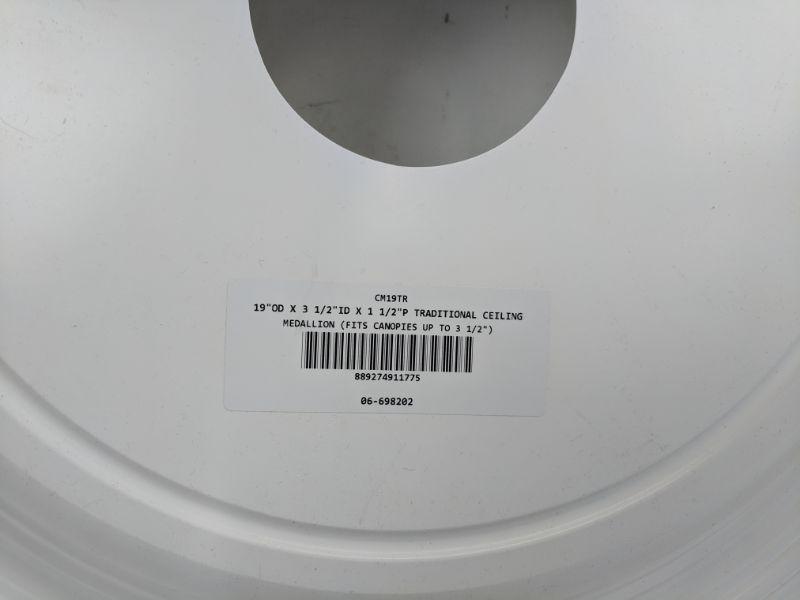 CM19TR
19"OD X 3 1/2"ID X 1 1/2"P TRADITIONAL CEILING
MEDALLION (FITS CANOPIES UP TO 3 1/2")
889274911775
06-698202